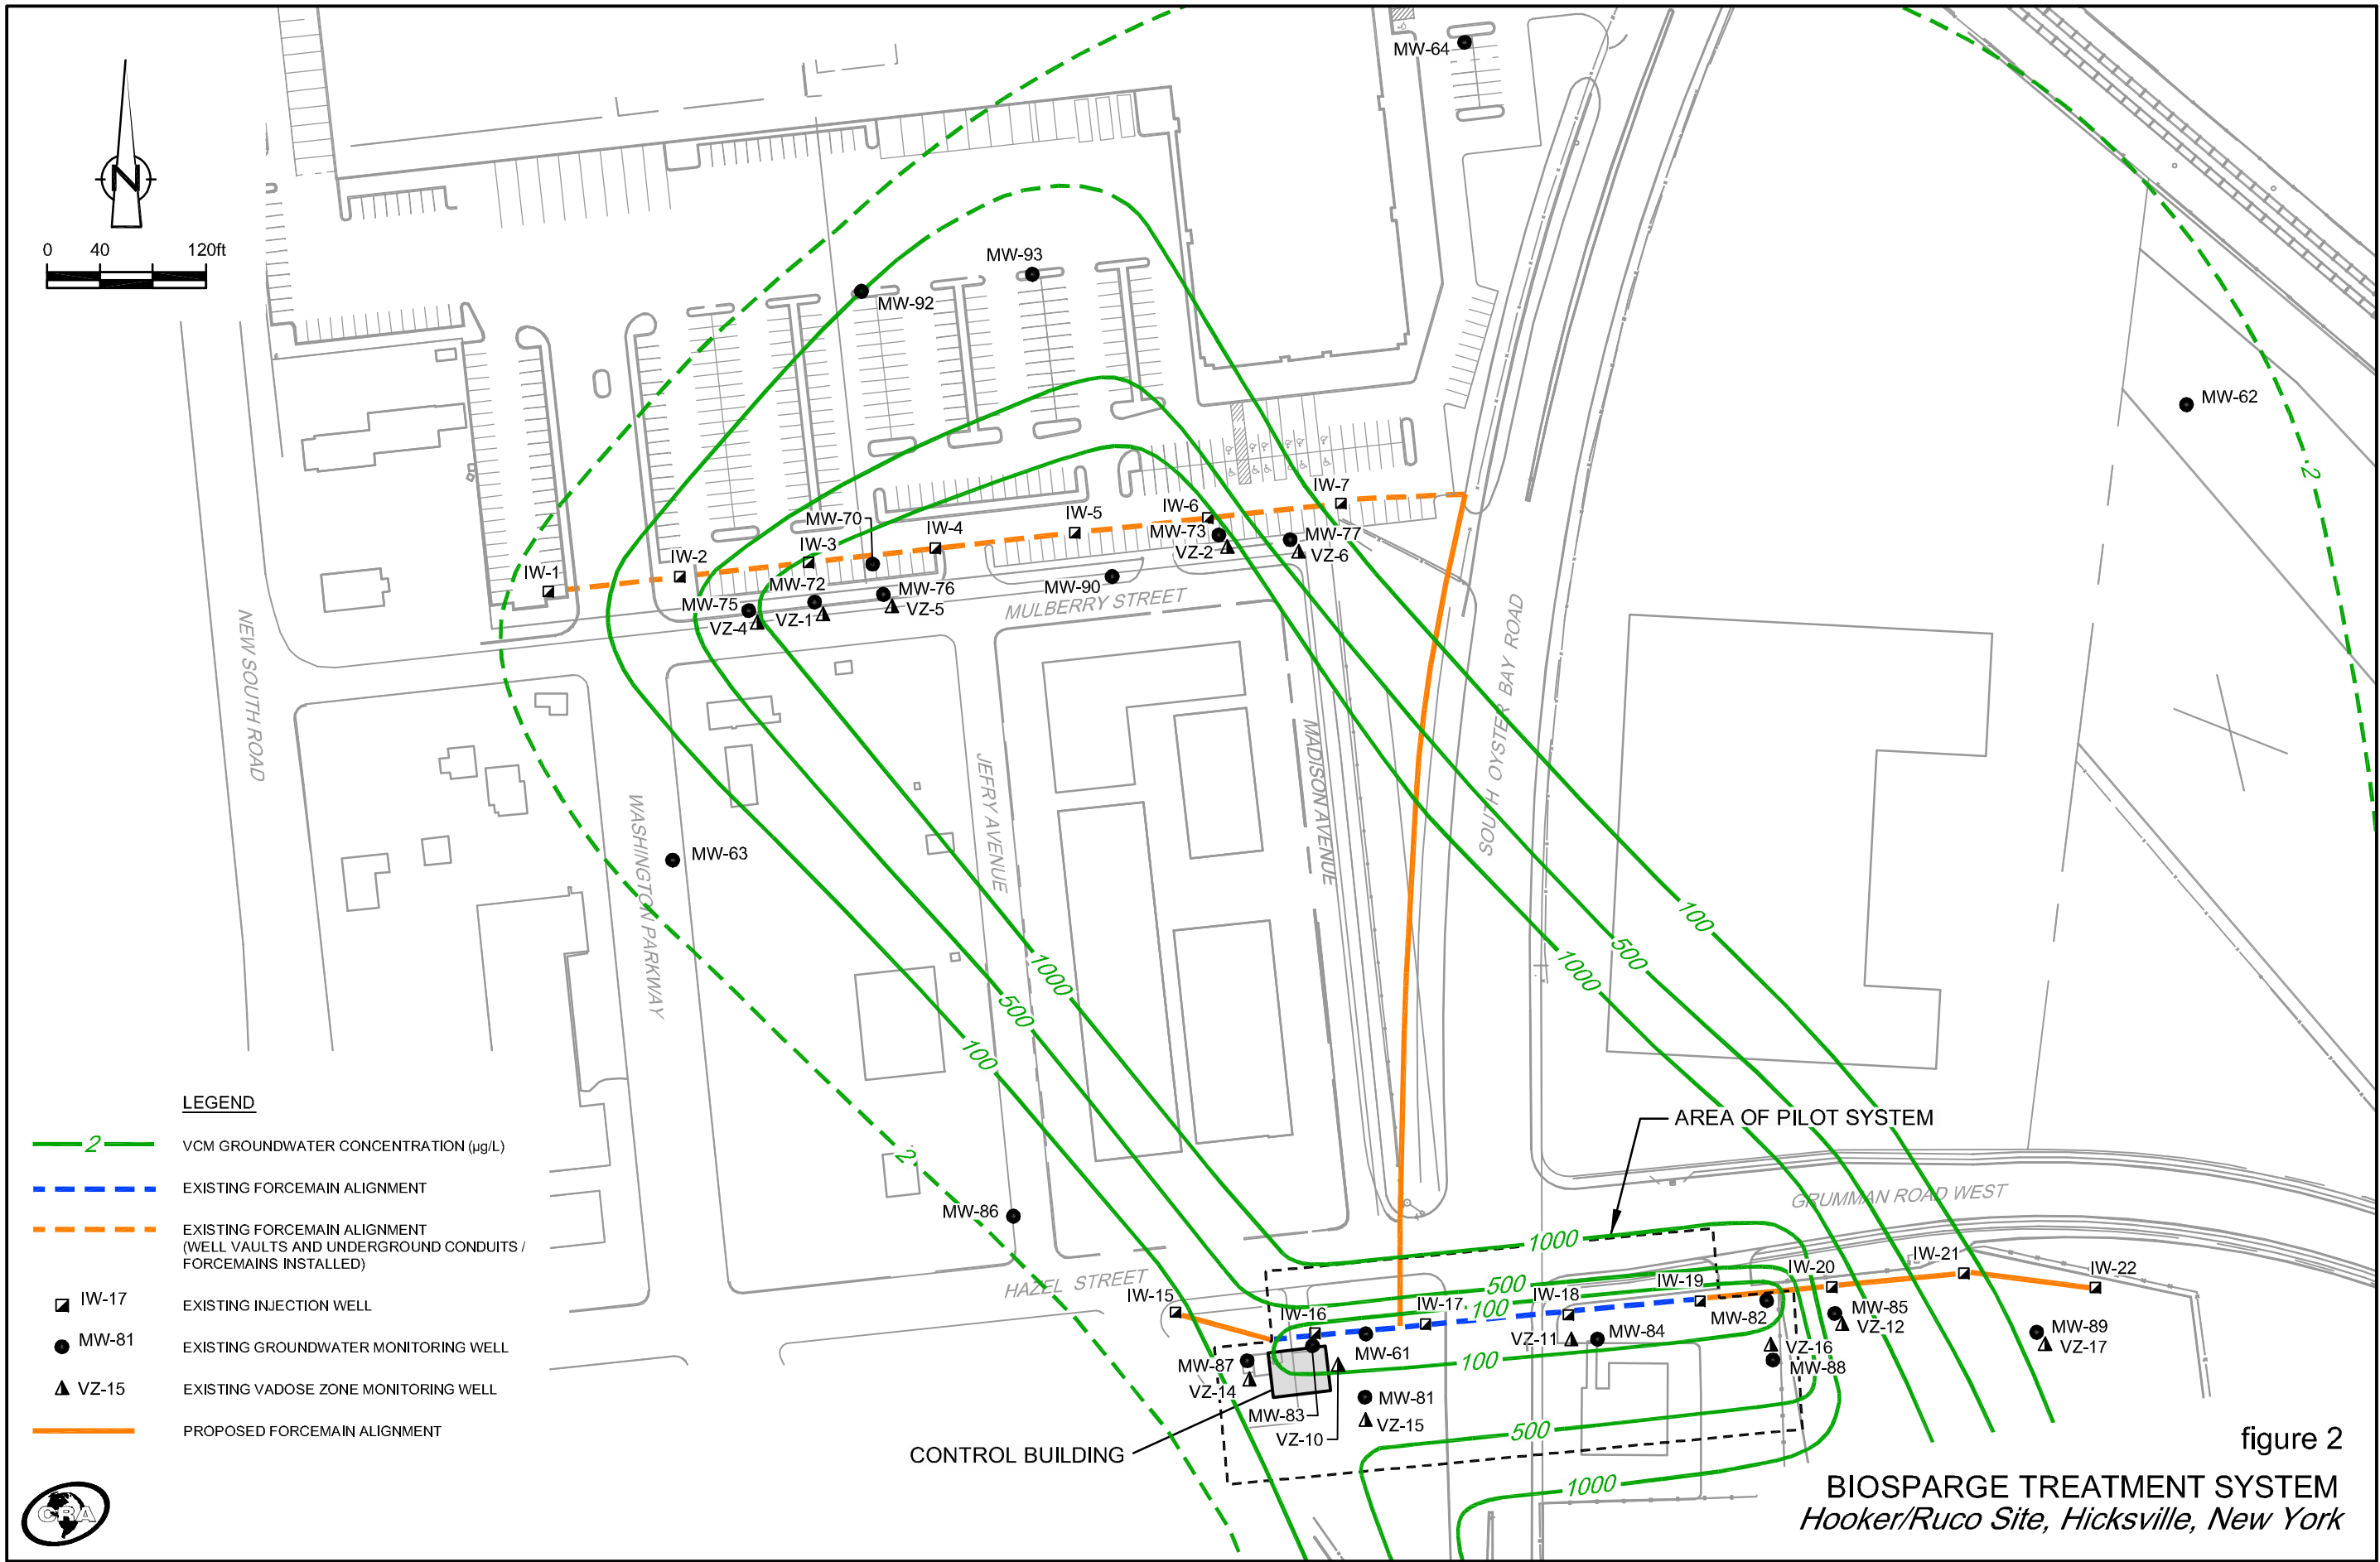 MW-64
N
0 40 120ft
MW-93
MW-92
MW-62
2
IW-7
IW-6
IW-5
MW-70
IW-4
MW-73
MW-77
VZ-2
VZ-6
IW-3
IW-2
IW-1
MW-72
MW-76
MW-90
MW-75
VZ-5
VZ-1
VZ-4
MULBERRY STREET
NEW SOUTH ROAD
SOUTH OYSTER BAY ROAD
MADISON AVENUE
JEFRY AVENUE
WASHINGTON PARKWAY
MW-63
100
500
1000
1000
500
100
LEGEND
2 VCM GROUNDWATER CONCENTRATION (µg/L)
EXISTING FORCEMAIN ALIGNMENT
EXISTING FORCEMAIN ALIGNMENT
(WELL VAULTS AND UNDERGROUND CONDUITS /
FORCEMAINS INSTALLED)
IW-17 EXISTING INJECTION WELL
MW-81 EXISTING GROUNDWATER MONITORING WELL
VZ-15 EXISTING VADOSE ZONE MONITORING WELL
PROPOSED FORCEMAIN ALIGNMENT
AREA OF PILOT SYSTEM
2
GRUMMAN ROAD WEST
MW-86
1000
HAZEL STREET
500
100
IW-15
IW-16
IW-17
IW-18
IW-19
IW-20
IW-21
IW-22
MW-82
MW-85
VZ-12
MW-89
VZ-17
VZ-11
MW-84
MW-61
VZ-16
MW-88
100
MW-87
VZ-14
MW-81
VZ-15
MW-83
VZ-10
500
CONTROL BUILDING
1000
figure 2
BIOSPARGE TREATMENT SYSTEM
Hooker/Ruco Site, Hicksville, New York
CRA